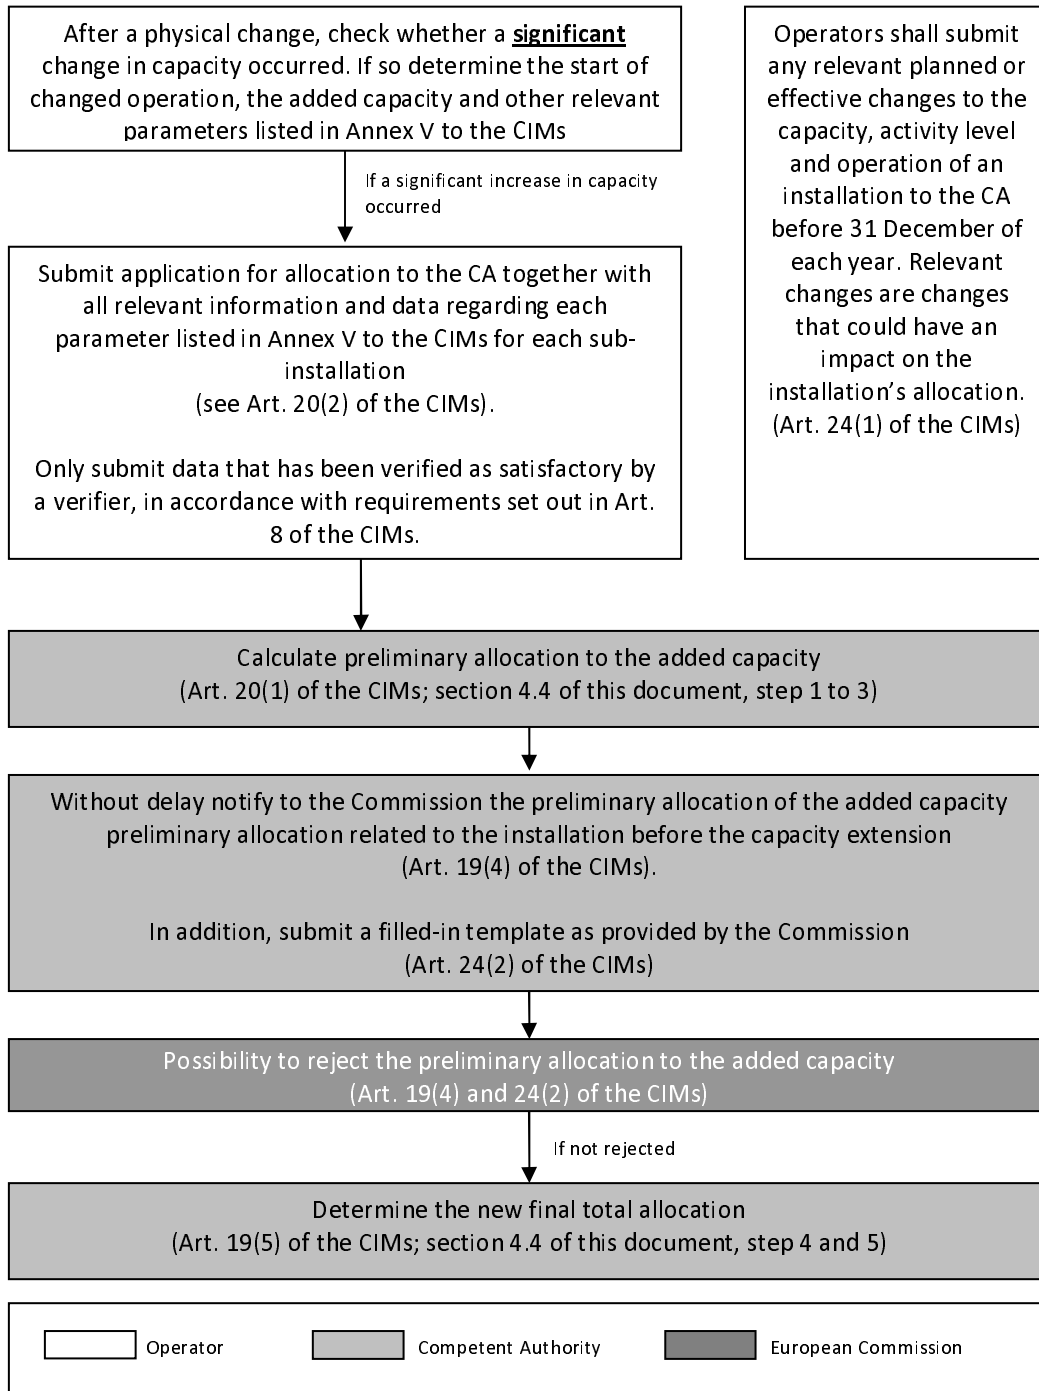 After a physical change, check whether a significant
change in capacity occurred. If so determine the start of
changed operation, the added capacity and other relevant
parameters listed in Annex V to the CIMs
If a significant increase in capacity
occurred
Submit application for allocation to the CA together with
all relevant information and data regarding each
parameter listed in Annex V to the CIMs for each sub-
installation
(see Art. 20(2) of the CIMs).
Only submit data that has been verified as satisfactory by
a verifier, in accordance with requirements set out in Art.
8 of the CIMs.
Operators shall submit
any relevant planned or
effective changes to the
capacity, activity level
and operation of an
installation to the CA
before 31 December of
each year. Relevant
changes are changes
that could have an
impact on the
installation's allocation.
(Art. 24(1) of the CIMs)
Calculate preliminary allocation to the added capacity
(Art. 20(1) of the CIMs; section 4.4 of this document, step 1 to 3)
Without delay notify to the Commission the preliminary allocation of the added capacity
preliminary allocation related to the installation before the capacity extension
(Art. 19(4) of the CIMs).
In addition, submit a filled-in template as provided by the Commission
(Art. 24(2) of the CIMs)
Possibility to reject the preliminary allocation to the added capacity
(Art. 19(4) and 24(2) of the CIMs)
If not rejected
Determine the new final total allocation
(Art. 19(5) of the CIMs; section 4.4 of this document, step 4 and 5)
Operator
Competent Authority
European Commission